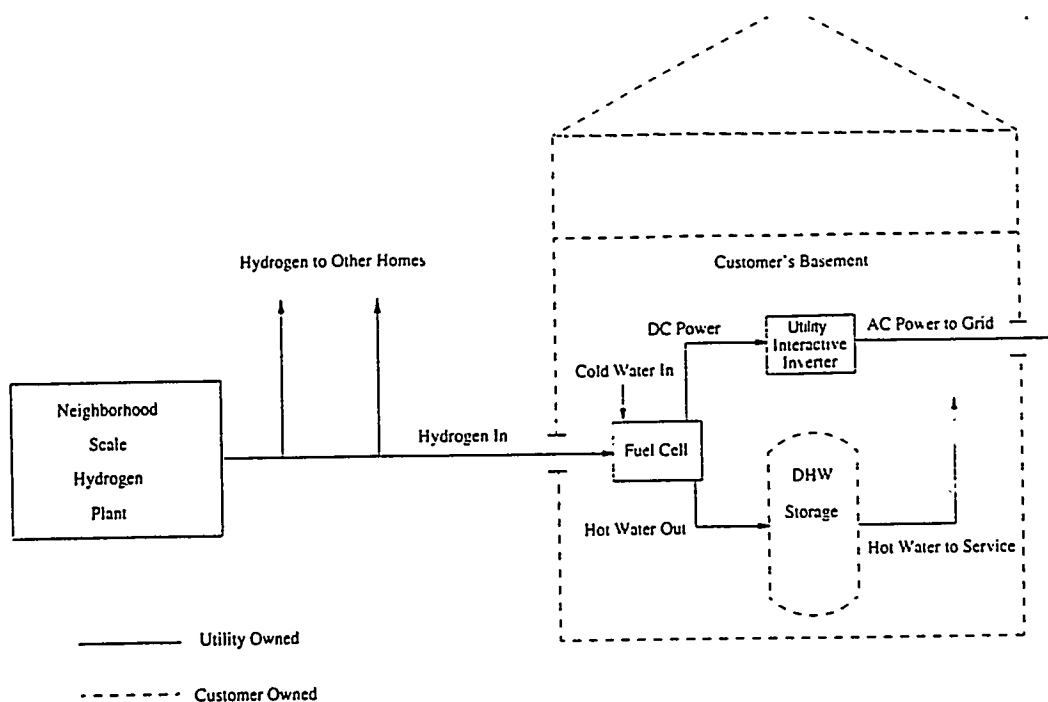 Hydrogen to Other Homes
Customer's Basement
DC Power
Utility
Interactive
Inverter
AC Power to Grid
Cold Water In
Neighborhood
Scale
Hydrogen
Plant
Hydrogen In
Fuel Cell
DHW
Storage
Hot Water Out
Hot Water to Service
Utility Owned
Customer Owned